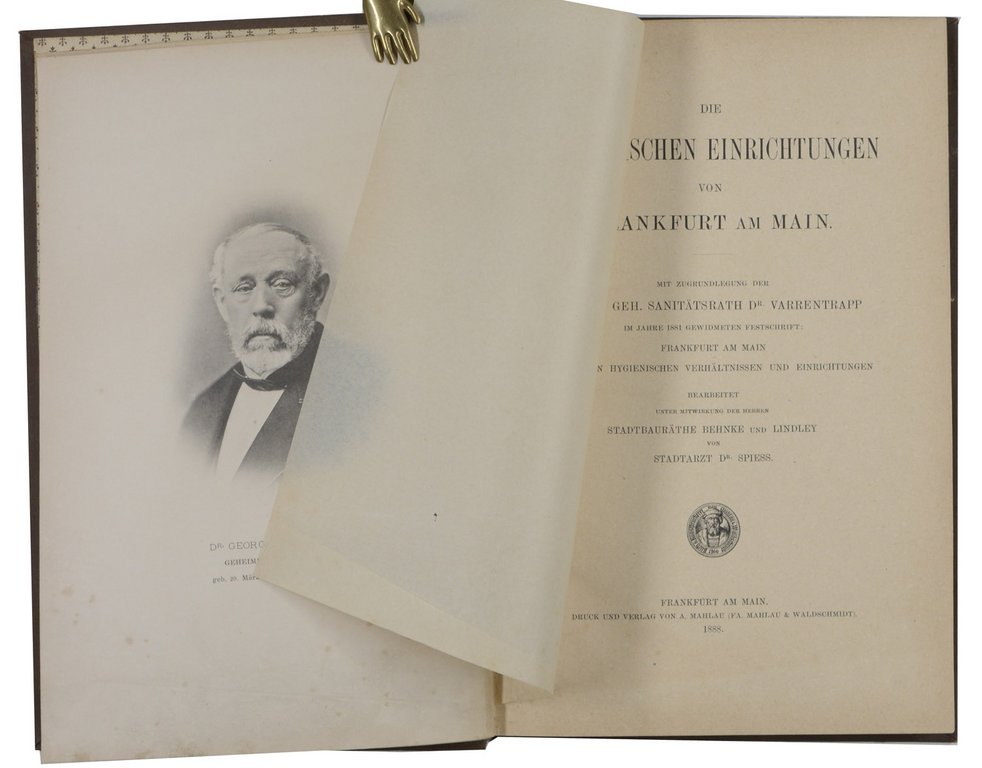 DR. GEORG
GEHEIM
geb. 20. März
DIE
SCHEN EINRICHTUNGEN
VON
ANKFURT AM MAIN.
MIT ZUGRUNDLEGUNG DER
GEH. SANITÄTSRATH DR. VARRENTRAPP
IM JAHRE 1881 GEWIDMETEN FESTSCHRIFT:
FRANKFURT AM MAIN
N HYGIENISCHEN VERHÄLTNISSEN UND EINRICHTUNGEN
BEARBEITET
UNTER MITWIRKUNG DER HERREN
STADTBAURÄTHE BEHNKE UND LINDLEY
VON
STADTARZT DR. SPIESS.
FRANKFURT AM MAIN.
DRUCK UND VERLAG VON A. MAHLAU (FA. MAHLAU & WALDSCHMIDT).
1888.